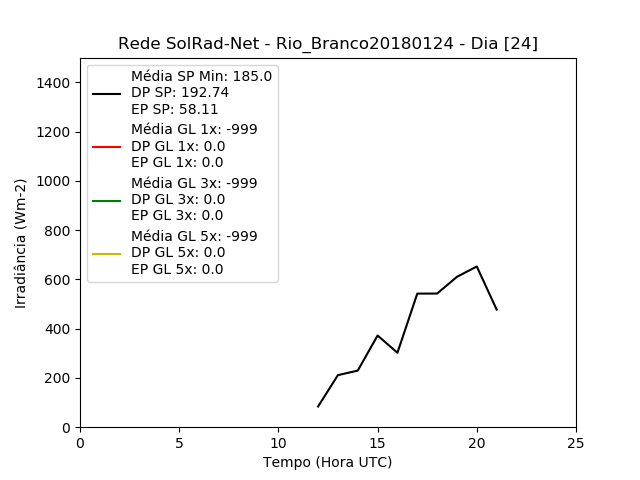 Rede SolRad-Net - Rio_Branco20180124 - Dia [24]
Média SP Min: 185.0
DP SP: 192.74
EP SP: 58.11
Média GL 1x: -999
DP GL 1x: 0.0
EP GL 1x: 0.0
Média GL 3x: -999
DP GL 3x: 0.0
EP GL 3x: 0.0
Média GL 5x: -999
DP GL 5x: 0.0
EP GL 5x: 0.0
Irradiância (Wm-2)
1400
1200
1000
800
600
400
200
0
0 5 10 15 20 25
Tempo (Hora UTC)